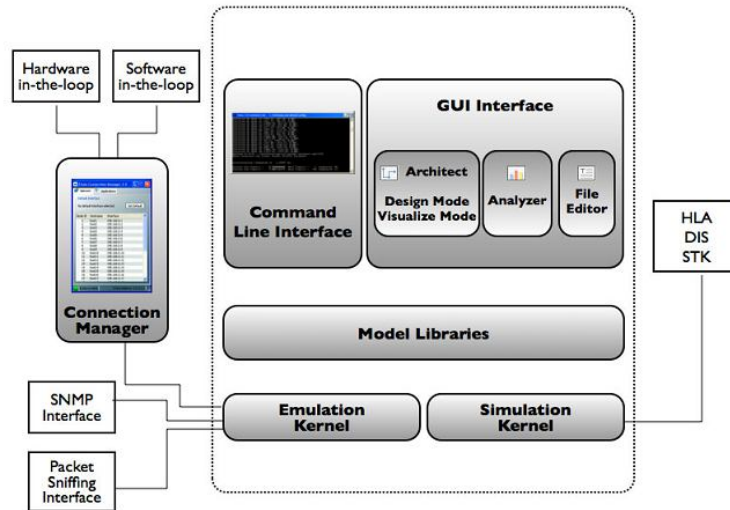 Hardware
in-the-loop
Software
in-the-loop
Connection
Manager
SNMP
Interface
Packet
Sniffing
Interface
Command
Line Interface
GUI Interface
Architect
Design Mode
Visualize Mode
Analyzer
File
Editor
Model Libraries
Emulation
Kernel
Simulation
Kernel
HLA
DIS
STK